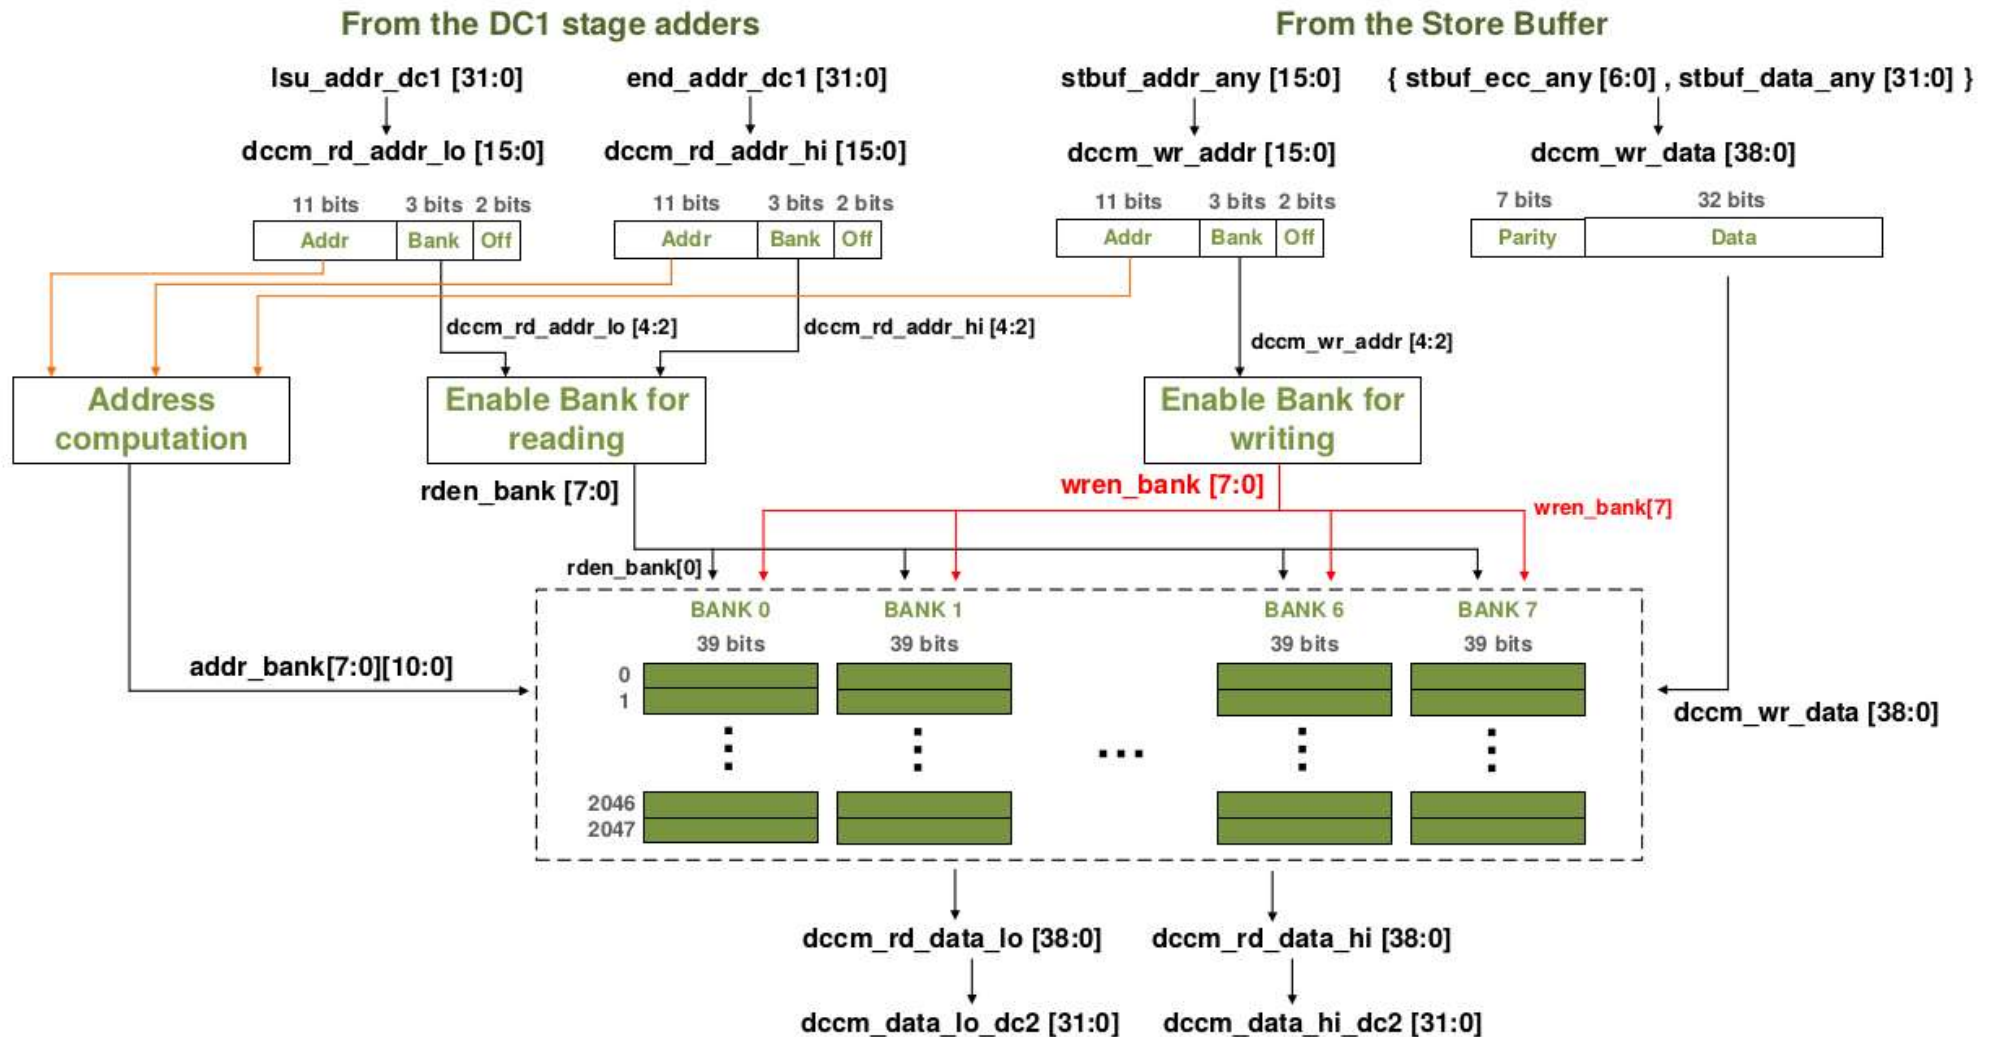 From the DC1 stage adders
From the Store Buffer
lsu_addr_dc1 [31:0]
end_addr_dc1 [31:0]
stbuf_addr_any [15:0]
{ stbuf_ecc_any [6:0] , stbuf_data_any [31:0] }
dccm_rd_addr_lo [15:0]
dccm_rd_addr_hi [15:0]
dccm_wr_addr [15:0]
dccm_wr_data [38:0]
11 bits 3 bits 2 bits
11 bits 3 bits 2 bits
11 bits 3 bits 2 bits
7 bits 32 bits
Addr Bank Off
Addr Bank Off
Addr Bank Off
Parity Data
dccm_rd_addr_lo [4:2]
dccm_rd_addr_hi [4:2]
dccm_wr_addr [4:2]
Address
computation
Enable Bank for
reading
Enable Bank for
writing
rden_bank [7:0]
wren_bank [7:0]
wren_bank[7]
rden_bank[0]
BANK 0
BANK 1
BANK 6
BANK 7
39 bits
39 bits
39 bits
39 bits
addr_bank[7:0][10:0]
0
1
dccm_wr_data [38:0]
...
2046
2047
dccm_rd_data_lo [38:0]
dccm_rd_data_hi [38:0]
dccm_data_lo_dc2 [31:0]
dccm_data_hi_dc2 [31:0]